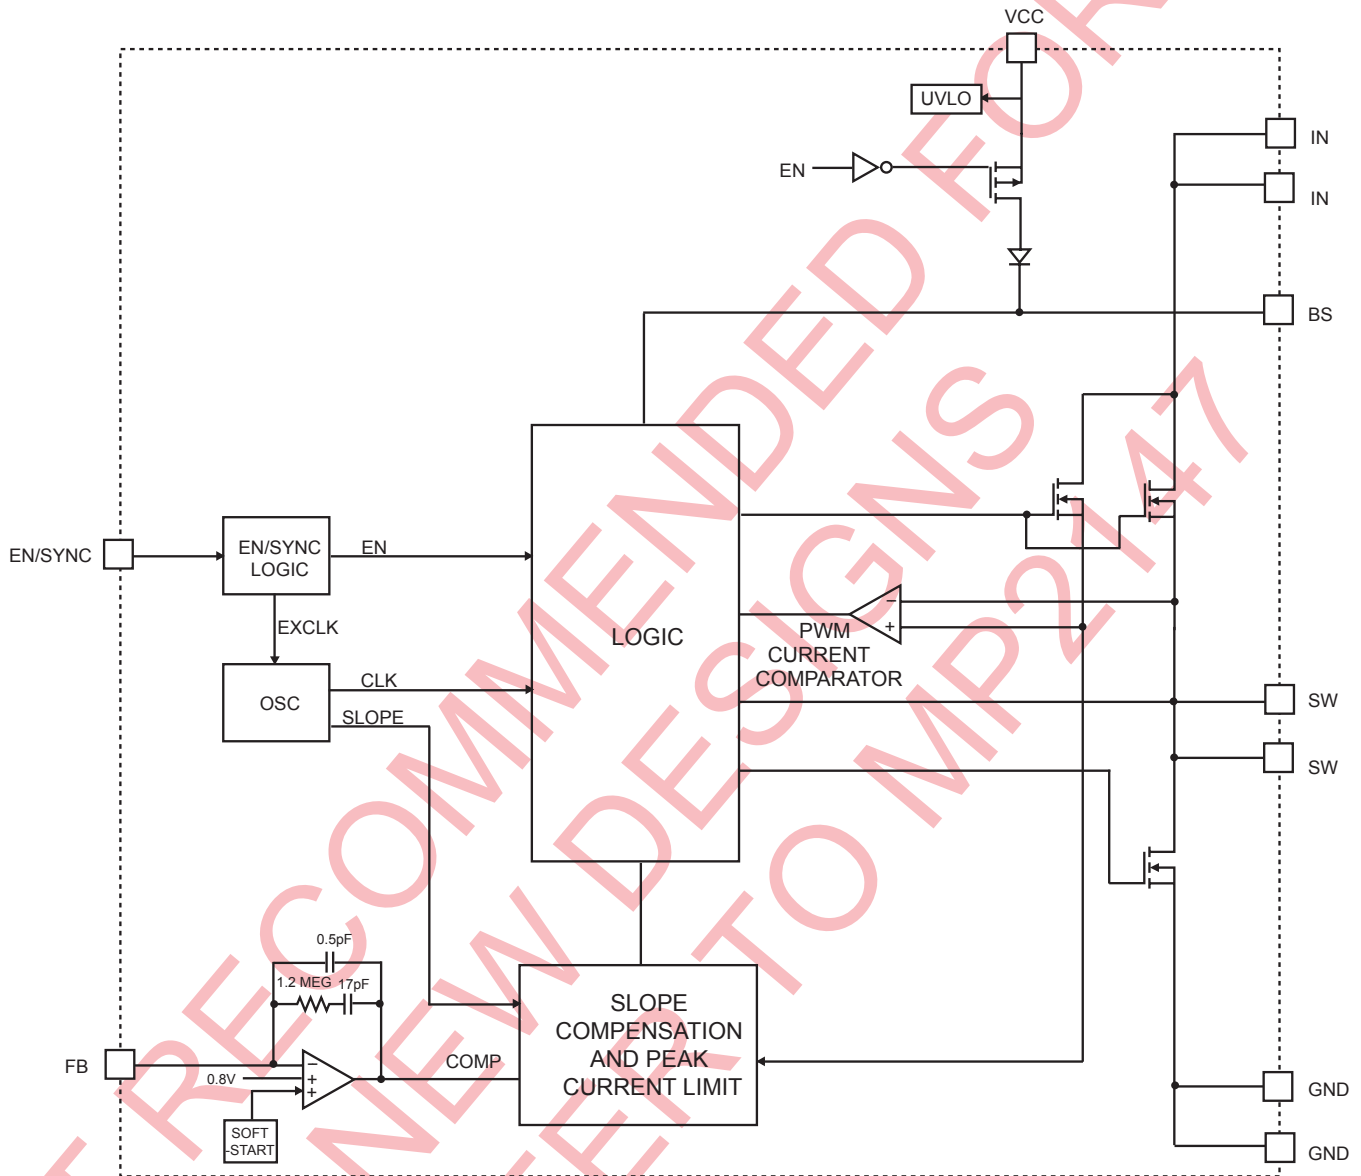 VCC
UVLO
IN
EN
IN
BS
EN/SYNC
EN/SYNC
LOGIC
EN
EXCLK
LOGIC
−
+
PWM
CURRENT
COMPARATOR
OSC
CLK
SLOPE
SW
SW
0.5pF
1.2 MEG
17pF
SLOPE
COMPENSATION
AND PEAK
CURRENT LIMIT
FB
COMP
−
+
+
0.8V
SOFT
-START
GND
GND
T RECOMMENDED FOR
NEW DESIGNS
ER TO MP2147